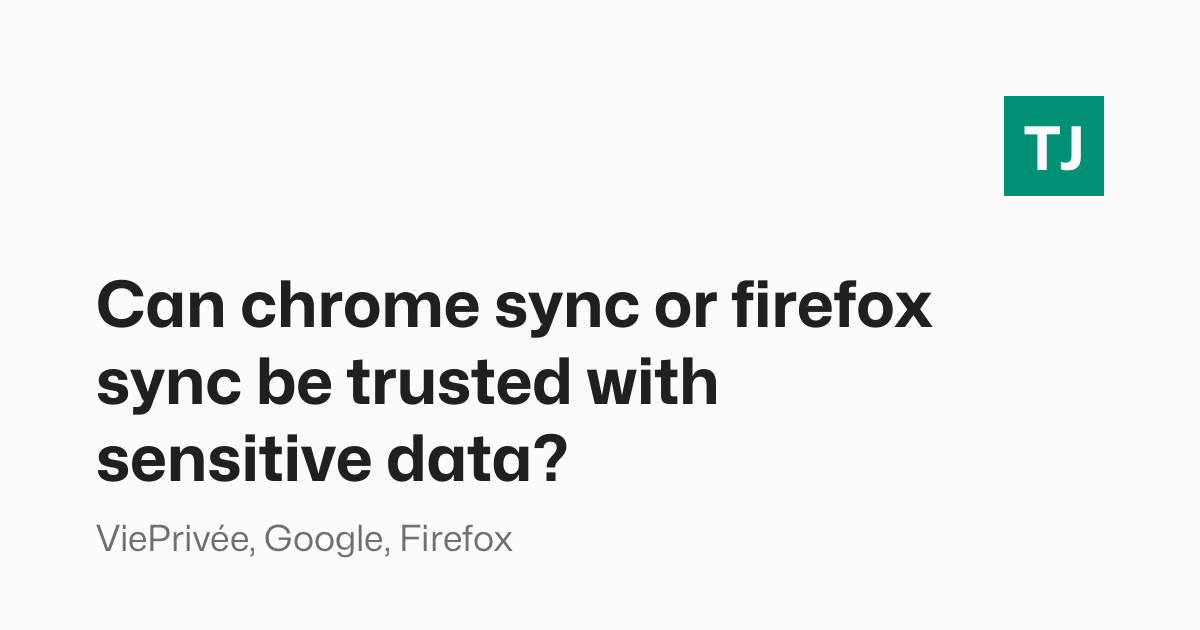 TJ
Can chrome sync or firefox
sync be trusted with
sensitive data?
ViePrivée, Google, Firefox